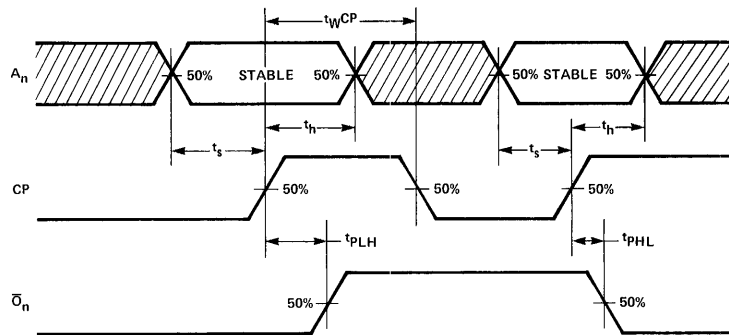 tWCP
An 50% STABLE 50% 50% STABLE 50%
ts th ts th
CP 50% 50% 50%
tPLH tPHL
O̅n 50% 50%